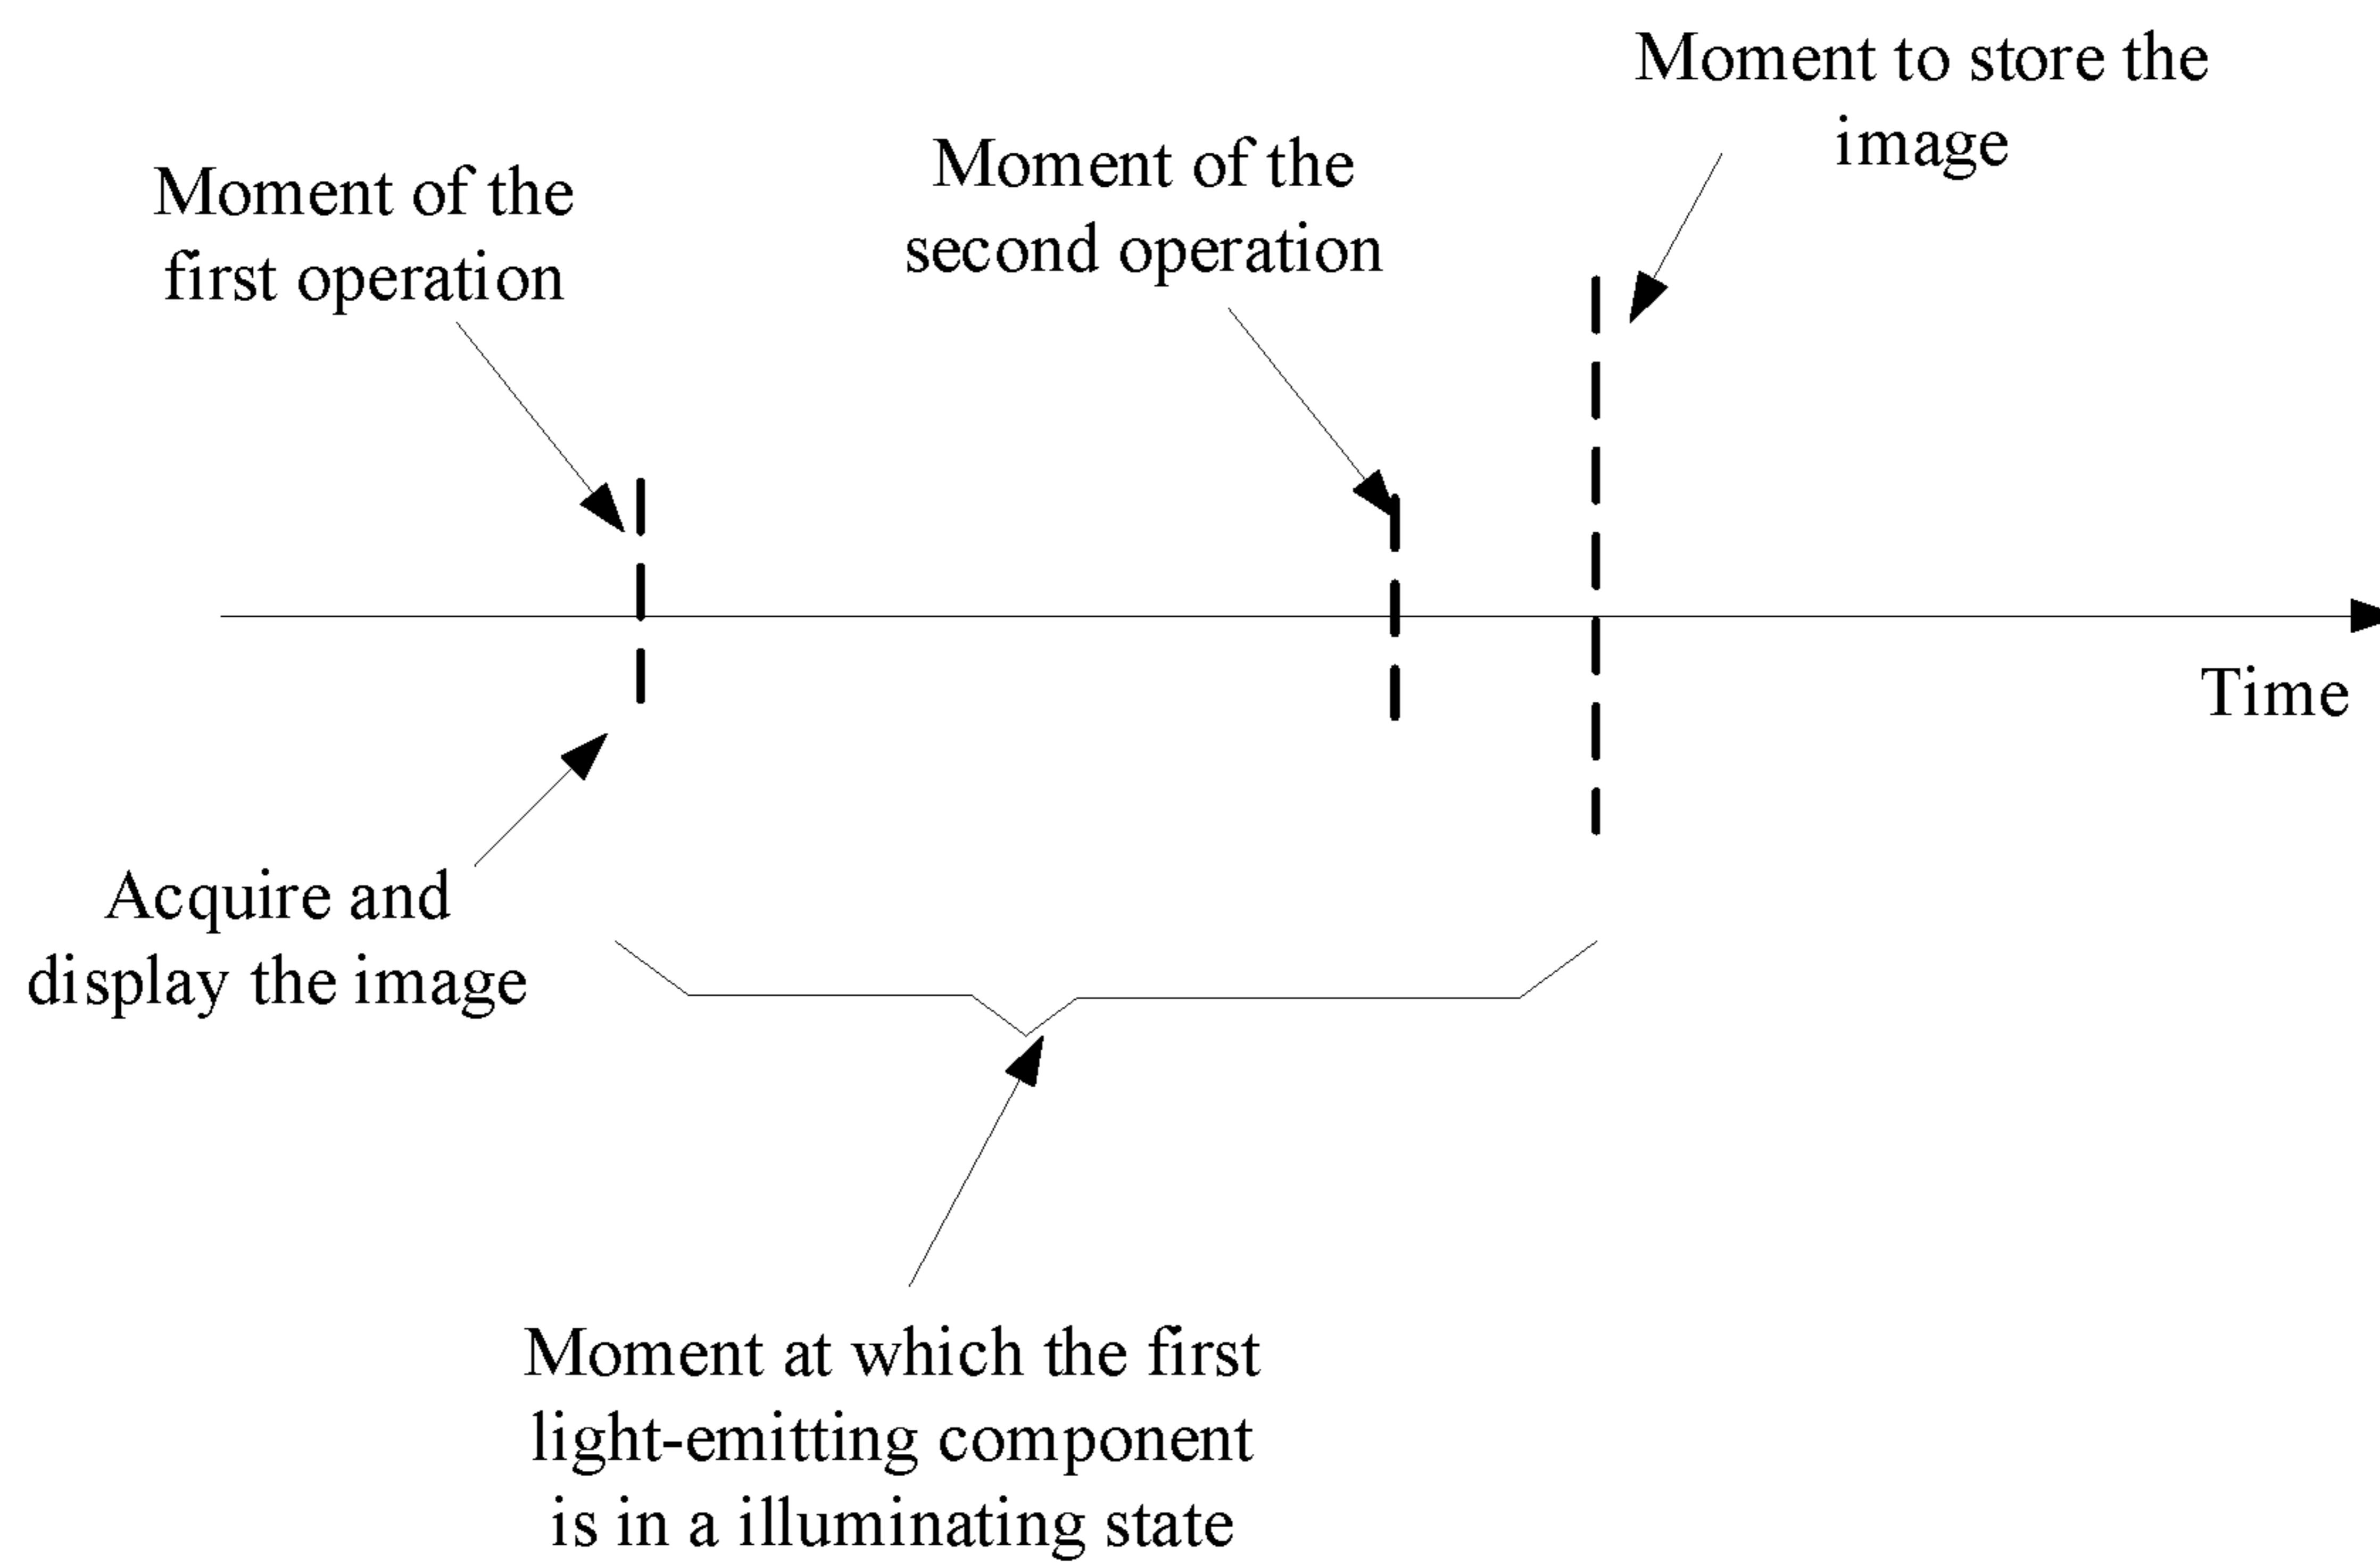 Moment to store the
image
Moment of the
second operation
Moment of the
first operation
Time
Acquire and
display the image
Moment at which the first
light-emitting component
is in a illuminating state